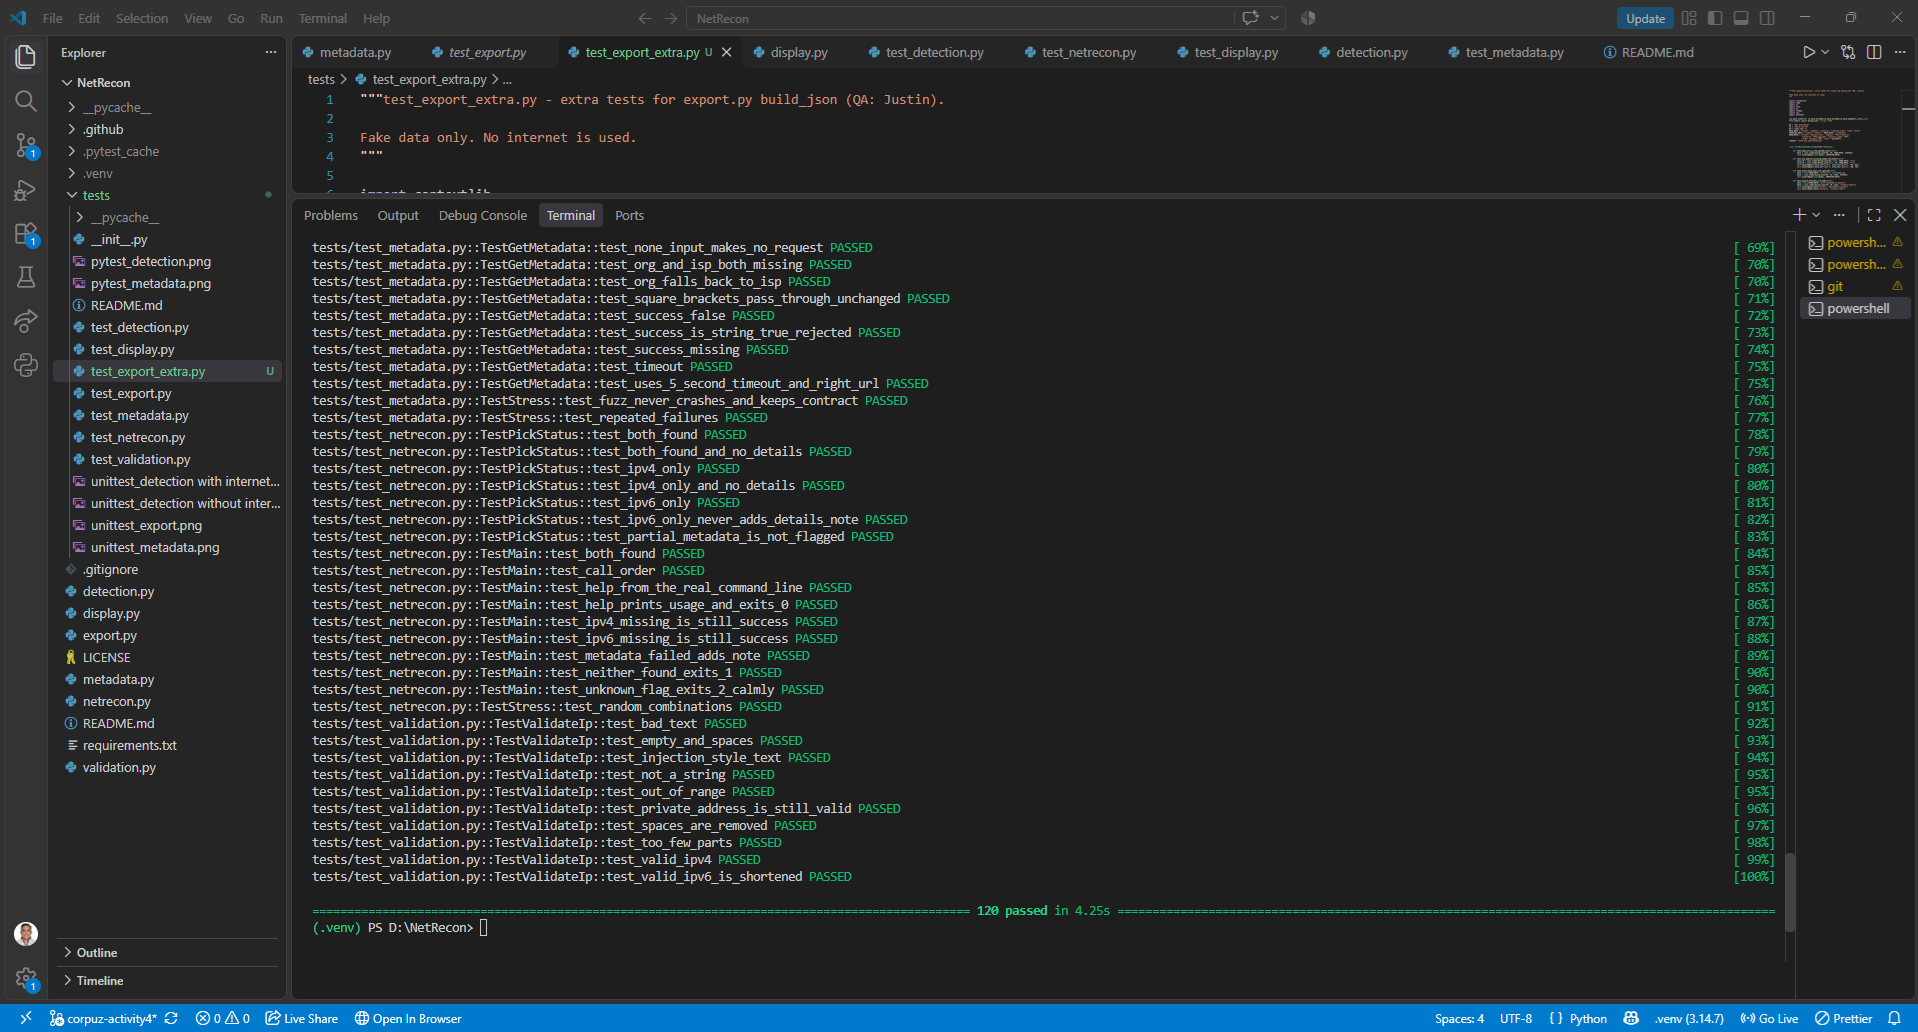 File Edit Selection View Go Run Terminal Help
NetRecon
Update
Explorer
NetRecon
__pycache__
.github
.pytest_cache
.venv
tests
__pycache__
__init__.py
pytest_detection.png
pytest_metadata.png
README.md
test_detection.py
test_display.py
test_export_extra.py U
test_export.py
test_metadata.py
test_netrecon.py
test_validation.py
unittest_detection with internet...
unittest_detection without inter...
unittest_export.png
unittest_metadata.png
.gitignore
detection.py
display.py
export.py
LICENSE
metadata.py
netrecon.py
README.md
requirements.txt
validation.py
Outline
Timeline
metadata.py test_export.py test_export_extra.py U display.py test_detection.py test_netrecon.py test_display.py detection.py test_metadata.py README.md
tests > test_export_extra.py > ...
1 """test_export_extra.py - extra tests for export.py build_json (QA: Justin).
2
3 Fake data only. No internet is used.
4 """
5
6 import contextlib
Problems Output Debug Console Terminal Ports
tests/test_metadata.py::TestGetMetadata::test_none_input_makes_no_request PASSED [ 69%]
tests/test_metadata.py::TestGetMetadata::test_org_and_isp_both_missing PASSED [ 70%]
tests/test_metadata.py::TestGetMetadata::test_org_falls_back_to_isp PASSED [ 70%]
tests/test_metadata.py::TestGetMetadata::test_square_brackets_pass_through_unchanged PASSED [ 71%]
tests/test_metadata.py::TestGetMetadata::test_success_false PASSED [ 72%]
tests/test_metadata.py::TestGetMetadata::test_success_is_string_true_rejected PASSED [ 73%]
tests/test_metadata.py::TestGetMetadata::test_success_missing PASSED [ 74%]
tests/test_metadata.py::TestGetMetadata::test_timeout PASSED [ 75%]
tests/test_metadata.py::TestGetMetadata::test_uses_5_second_timeout_and_right_url PASSED [ 75%]
tests/test_metadata.py::TestStress::test_fuzz_never_crashes_and_keeps_contract PASSED [ 76%]
tests/test_metadata.py::TestStress::test_repeated_failures PASSED [ 77%]
tests/test_netrecon.py::TestPickStatus::test_both_found PASSED [ 78%]
tests/test_netrecon.py::TestPickStatus::test_both_found_and_no_details PASSED [ 79%]
tests/test_netrecon.py::TestPickStatus::test_ipv4_only PASSED [ 80%]
tests/test_netrecon.py::TestPickStatus::test_ipv4_only_and_no_details PASSED [ 80%]
tests/test_netrecon.py::TestPickStatus::test_ipv6_only PASSED [ 81%]
tests/test_netrecon.py::TestPickStatus::test_ipv6_only_never_adds_details_note PASSED [ 82%]
tests/test_netrecon.py::TestPickStatus::test_partial_metadata_is_not_flagged PASSED [ 83%]
tests/test_netrecon.py::TestMain::test_both_found PASSED [ 84%]
tests/test_netrecon.py::TestMain::test_call_order PASSED [ 85%]
tests/test_netrecon.py::TestMain::test_help_from_the_real_command_line PASSED [ 85%]
tests/test_netrecon.py::TestMain::test_help_prints_usage_and_exits_0 PASSED [ 86%]
tests/test_netrecon.py::TestMain::test_ipv4_missing_is_still_success PASSED [ 87%]
tests/test_netrecon.py::TestMain::test_ipv6_missing_is_still_success PASSED [ 88%]
tests/test_netrecon.py::TestMain::test_metadata_failed_adds_note PASSED [ 89%]
tests/test_netrecon.py::TestMain::test_neither_found_exits_1 PASSED [ 90%]
tests/test_netrecon.py::TestMain::test_unknown_flag_exits_2_calmly PASSED [ 90%]
tests/test_netrecon.py::TestStress::test_random_combinations PASSED [ 91%]
tests/test_validation.py::TestValidateIp::test_bad_text PASSED [ 92%]
tests/test_validation.py::TestValidateIp::test_empty_and_spaces PASSED [ 93%]
tests/test_validation.py::TestValidateIp::test_injection_style_text PASSED [ 94%]
tests/test_validation.py::TestValidateIp::test_not_a_string PASSED [ 95%]
tests/test_validation.py::TestValidateIp::test_out_of_range PASSED [ 95%]
tests/test_validation.py::TestValidateIp::test_private_address_is_still_valid PASSED [ 96%]
tests/test_validation.py::TestValidateIp::test_spaces_are_removed PASSED [ 97%]
tests/test_validation.py::TestValidateIp::test_too_few_parts PASSED [ 98%]
tests/test_validation.py::TestValidateIp::test_valid_ipv4 PASSED [ 99%]
tests/test_validation.py::TestValidateIp::test_valid_ipv6_is_shortened PASSED [100%]
120 passed in 4.25s
(.venv) PS D:\NetRecon>
powersh...
powersh...
git
powershell
1
1
1
corpuz-activity4* 0 0 Live Share Open In Browser Spaces: 4 UTF-8 {} Python .venv (3.14.7) Go Live Prettier